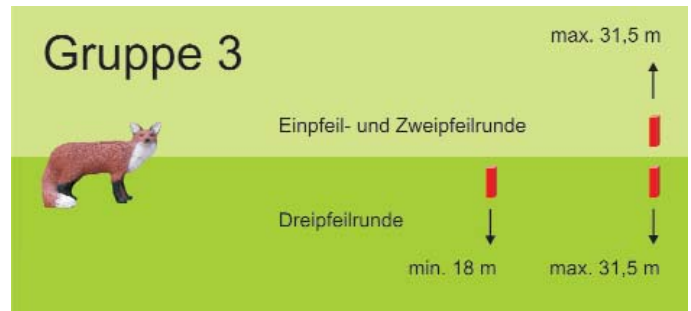 Gruppe 3
max. 31,5 m
Einpfeil- und Zweipfeilrunde
Dreipfeilrunde
min. 18 m
max. 31,5 m